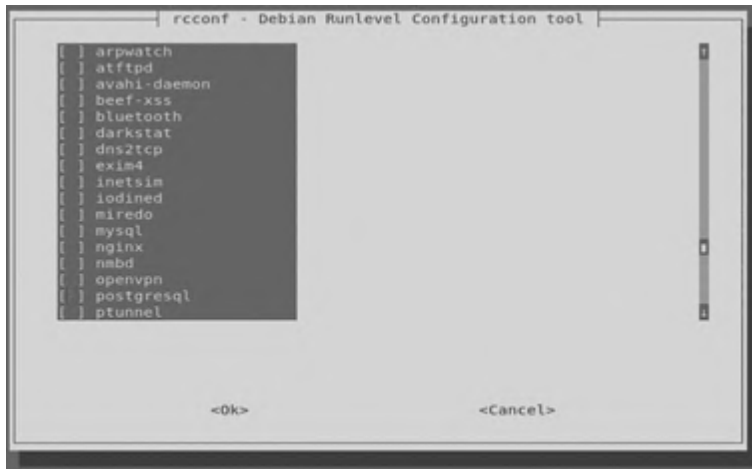 rcconf - Debian Runlevel Configuration tool
[ ] arpwatch
[ ] atftpd
[ ] avahi-daemon
[ ] beef-xss
[ ] bluetooth
[ ] darkstat
[ ] dns2tcp
[ ] exim4
[ ] inetsim
[ ] iodined
[ ] miredo
[ ] mysql
[ ] nginx
[ ] nmbd
[ ] openvpn
[ ] postgresql
[ ] ptunnel
<Ok> <Cancel>